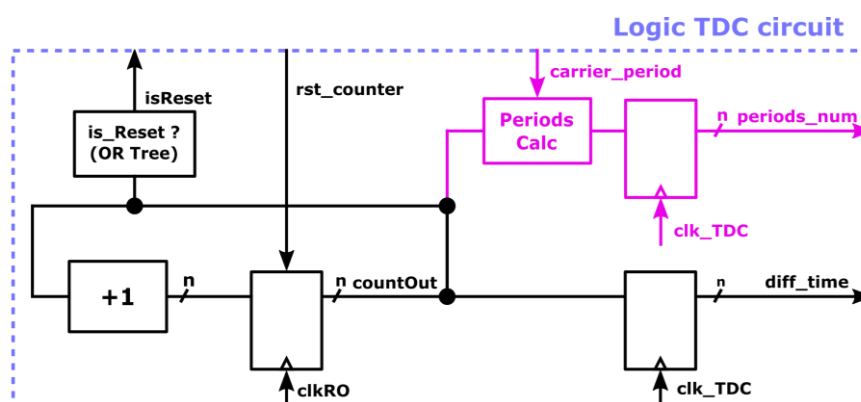 Logic TDC circuit
isReset
rst_counter
carrier_period
is_Reset ?
(OR Tree)
Periods
Calc
n
periods_num
clk_TDC
+1
n
n
countOut
n
diff_time
clkRO
clk_TDC